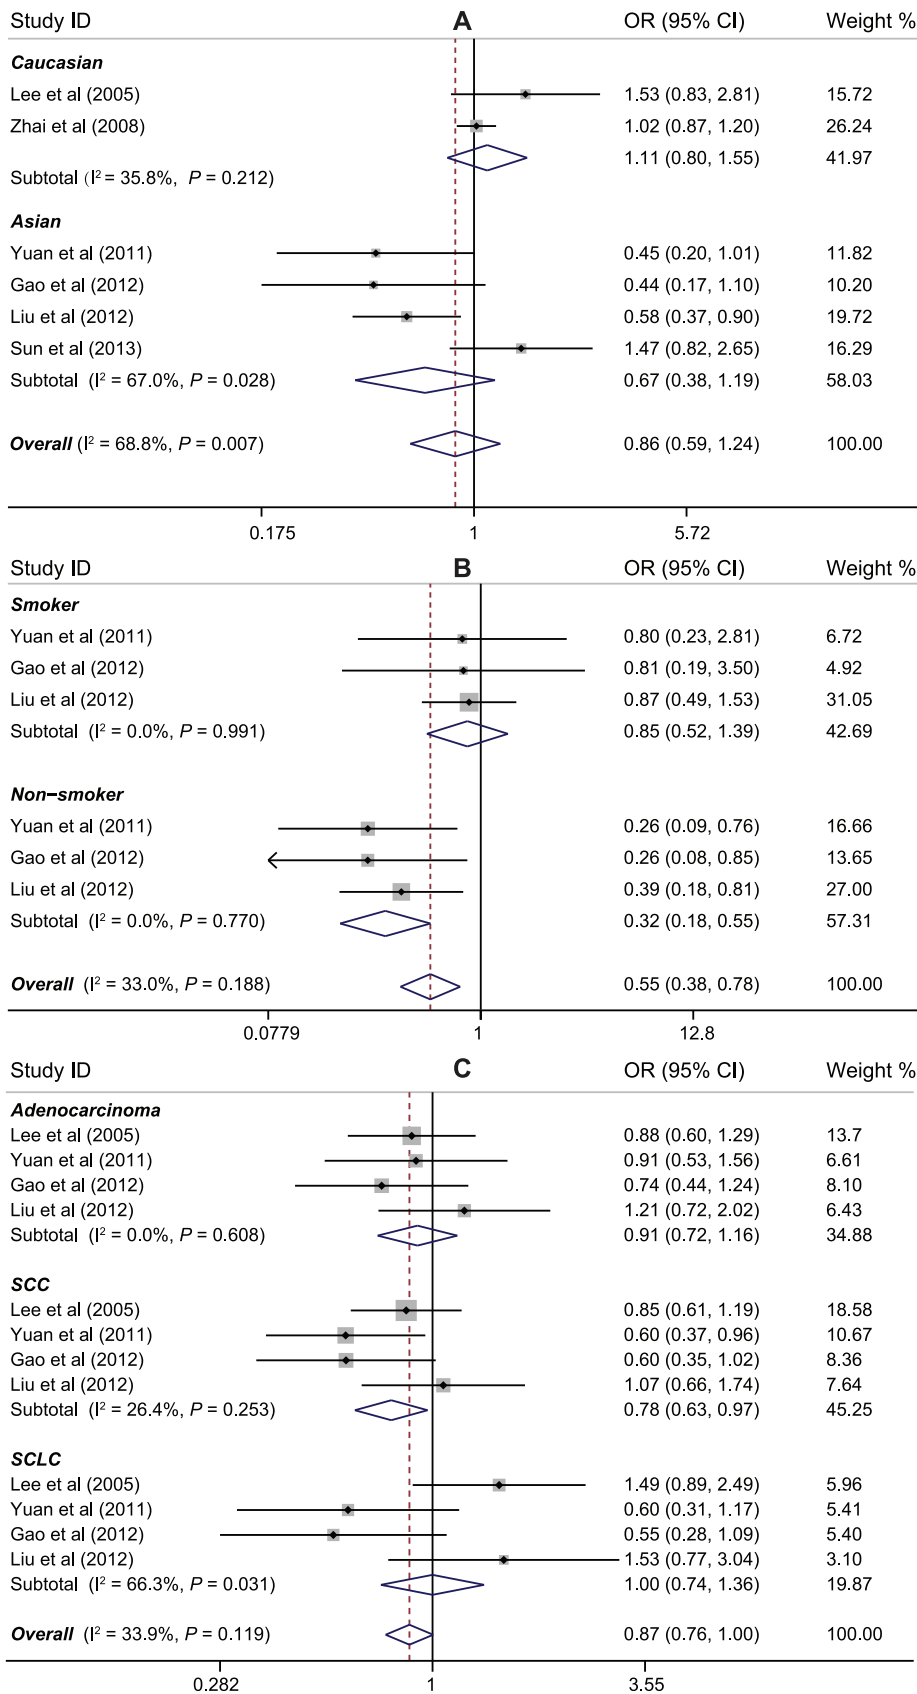 Study ID A OR (95% CI) Weight %
Caucasian
Lee et al (2005) 1.53 (0.83, 2.81) 15.72
Zhai et al (2008) 1.02 (0.87, 1.20) 26.24
1.11 (0.80, 1.55) 41.97
Subtotal (I² = 35.8%, P = 0.212)
Asian
Yuan et al (2011) 0.45 (0.20, 1.01) 11.82
Gao et al (2012) 0.44 (0.17, 1.10) 10.20
Liu et al (2012) 0.58 (0.37, 0.90) 19.72
Sun et al (2013) 1.47 (0.82, 2.65) 16.29
Subtotal (I² = 67.0%, P = 0.028) 0.67 (0.38, 1.19) 58.03
Overall (I² = 68.8%, P = 0.007) 0.86 (0.59, 1.24) 100.00
0.175 1 5.72
Study ID B OR (95% CI) Weight %
Smoker
Yuan et al (2011) 0.80 (0.23, 2.81) 6.72
Gao et al (2012) 0.81 (0.19, 3.50) 4.92
Liu et al (2012) 0.87 (0.49, 1.53) 31.05
Subtotal (I² = 0.0%, P = 0.991) 0.85 (0.52, 1.39) 42.69
Non−smoker
Yuan et al (2011) 0.26 (0.09, 0.76) 16.66
Gao et al (2012) 0.26 (0.08, 0.85) 13.65
Liu et al (2012) 0.39 (0.18, 0.81) 27.00
Subtotal (I² = 0.0%, P = 0.770) 0.32 (0.18, 0.55) 57.31
Overall (I² = 33.0%, P = 0.188) 0.55 (0.38, 0.78) 100.00
0.0779 1 12.8
Study ID C OR (95% CI) Weight %
Adenocarcinoma
Lee et al (2005) 0.88 (0.60, 1.29) 13.7
Yuan et al (2011) 0.91 (0.53, 1.56) 6.61
Gao et al (2012) 0.74 (0.44, 1.24) 8.10
Liu et al (2012) 1.21 (0.72, 2.02) 6.43
Subtotal (I² = 0.0%, P = 0.608) 0.91 (0.72, 1.16) 34.88
SCC
Lee et al (2005) 0.85 (0.61, 1.19) 18.58
Yuan et al (2011) 0.60 (0.37, 0.96) 10.67
Gao et al (2012) 0.60 (0.35, 1.02) 8.36
Liu et al (2012) 1.07 (0.66, 1.74) 7.64
Subtotal (I² = 26.4%, P = 0.253) 0.78 (0.63, 0.97) 45.25
SCLC
Lee et al (2005) 1.49 (0.89, 2.49) 5.96
Yuan et al (2011) 0.60 (0.31, 1.17) 5.41
Gao et al (2012) 0.55 (0.28, 1.09) 5.40
Liu et al (2012) 1.53 (0.77, 3.04) 3.10
Subtotal (I² = 66.3%, P = 0.031) 1.00 (0.74, 1.36) 19.87
Overall (I² = 33.9%, P = 0.119) 0.87 (0.76, 1.00) 100.00
0.282 1 3.55